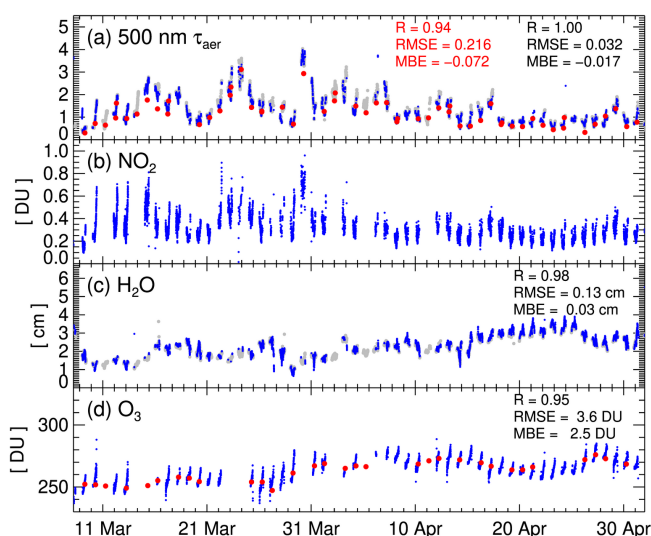 (a) 500 nm τaer
R = 0.94
RMSE = 0.216
MBE = −0.072
R = 1.00
RMSE = 0.032
MBE = −0.017
5
4
3
2
1
0
(b) NO2
[ DU ]
1.0
0.8
0.6
0.4
0.2
0.0
(c) H2O
R = 0.98
RMSE = 0.13 cm
MBE = 0.03 cm
[ cm ]
6
5
4
3
2
1
0
(d) O3
R = 0.95
RMSE = 3.6 DU
MBE = 2.5 DU
[ DU ]
300
250
11 Mar 21 Mar 31 Mar 10 Apr 20 Apr 30 Apr